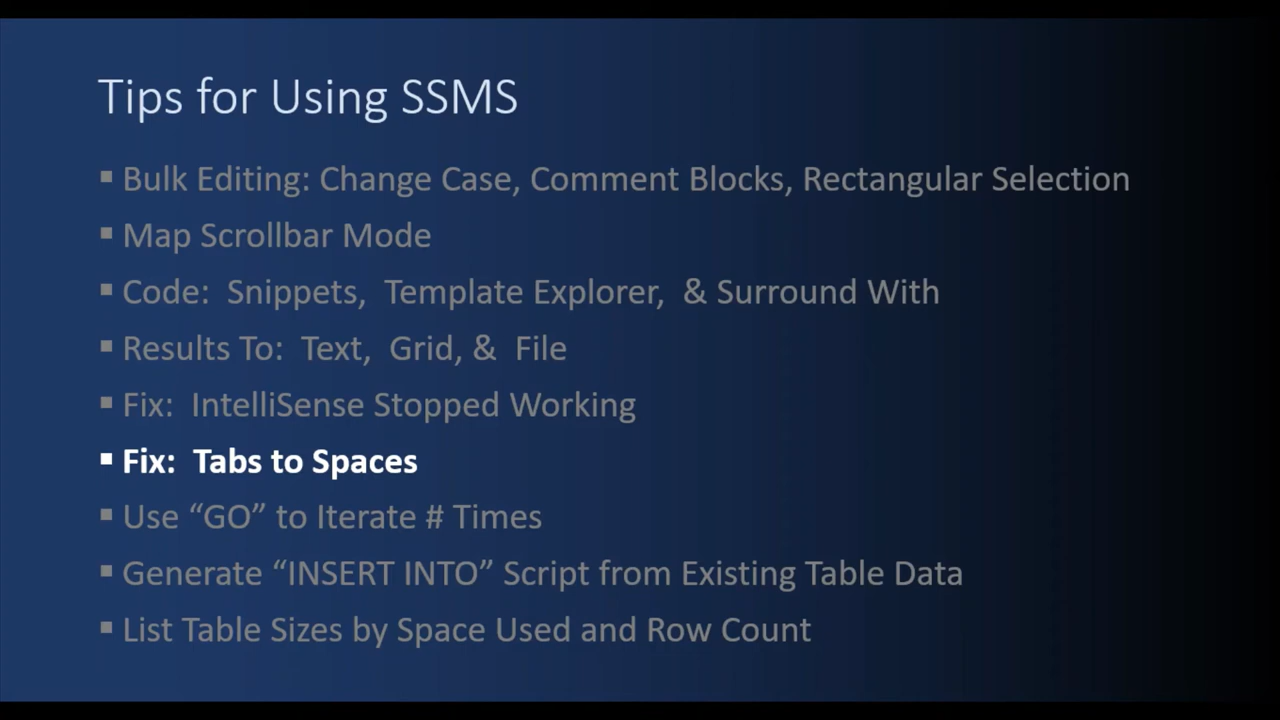 Tips for Using SSMS
▪ Bulk Editing: Change Case, Comment Blocks, Rectangular Selection
▪ Map Scrollbar Mode
▪ Code:  Snippets,  Template Explorer,  & Surround With
▪ Results To:  Text,  Grid, &  File
▪ Fix:  IntelliSense Stopped Working
▪ Fix:  Tabs to Spaces
▪ Use “GO” to Iterate # Times
▪ Generate “INSERT INTO” Script from Existing Table Data
▪ List Table Sizes by Space Used and Row Count